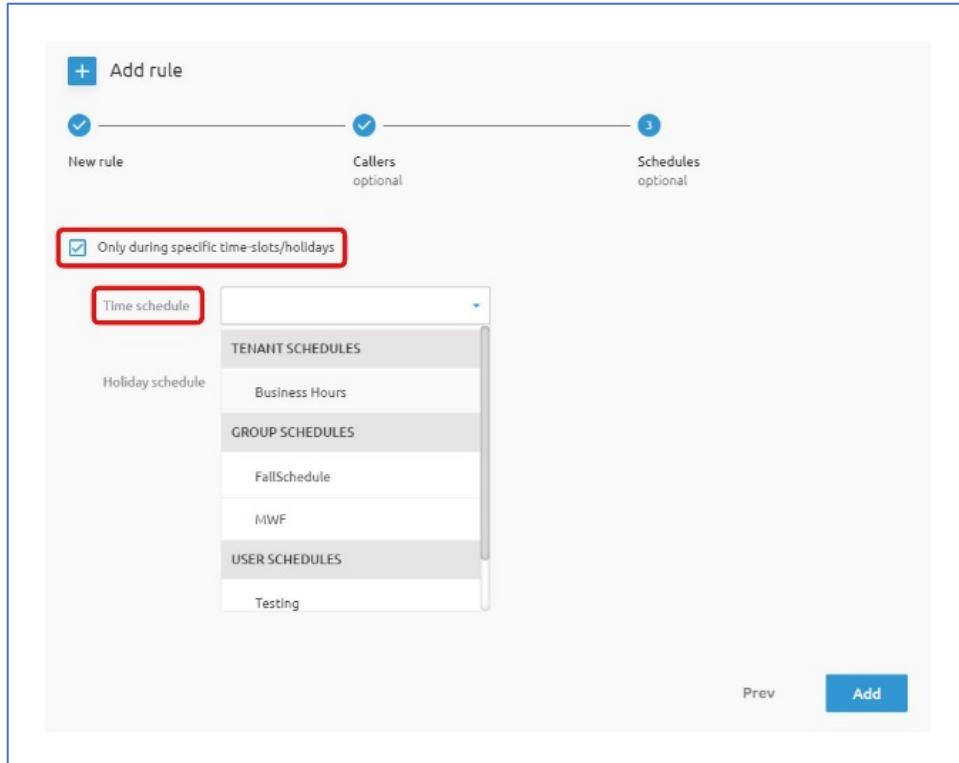 Add rule
3
New rule
Callers
optional
Schedules
optional
Only during specific time-slots/holidays
Time schedule
TENANT SCHEDULES
Holiday schedule
Business Hours
GROUP SCHEDULES
FallSchedule
MWF
USER SCHEDULES
Testing
Prev
Add